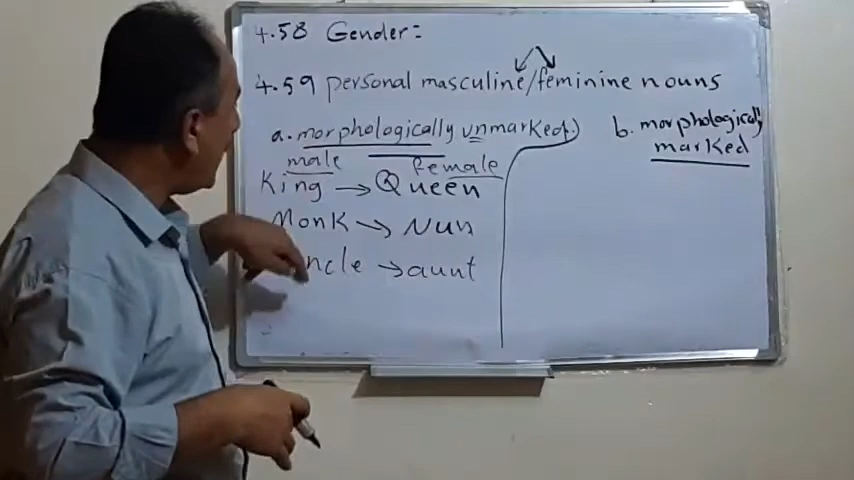 4.58 Gender:
4.59 personal masculine/feminine nouns
a. morphologically unmarked.)
male female
King → Queen
Monk → Nun
ncle → aunt
b. morphologically
marked